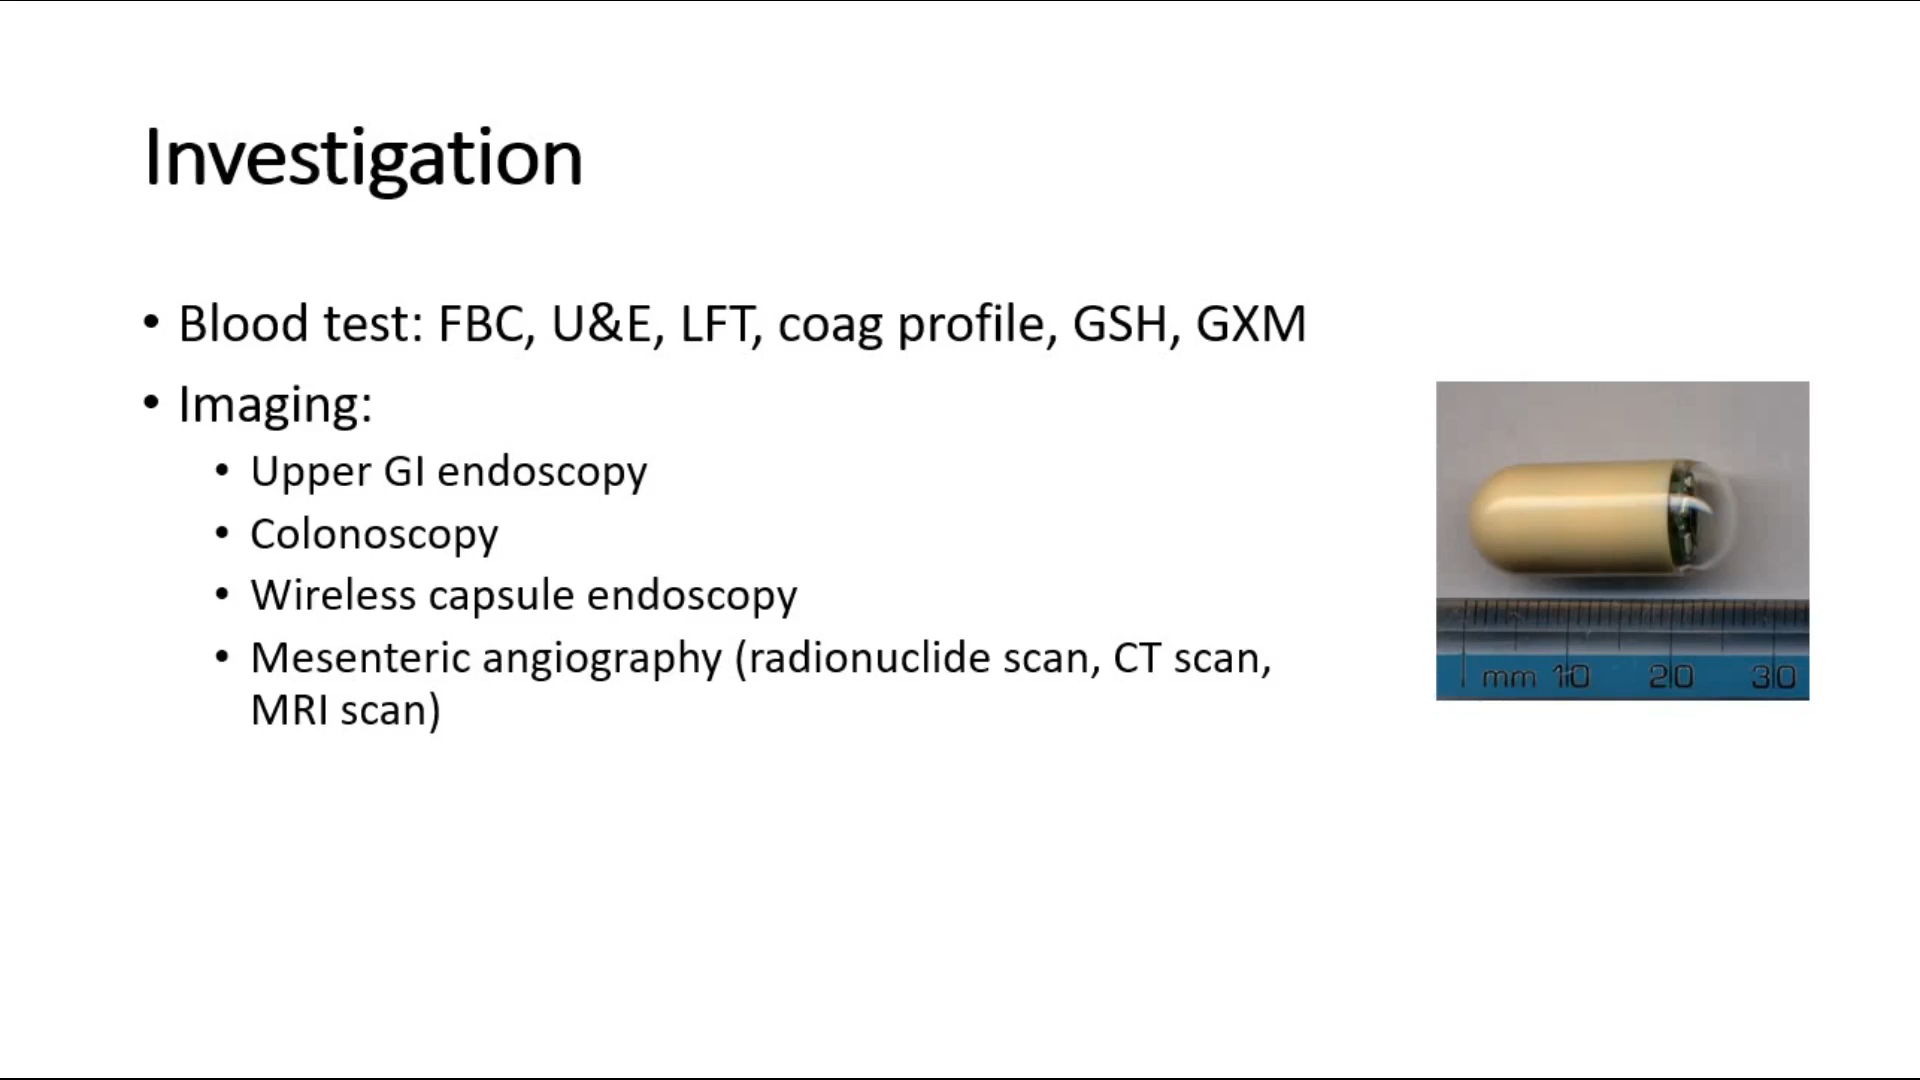 Investigation
• Blood test: FBC, U&E, LFT, coag profile, GSH, GXM
• Imaging:
• Upper GI endoscopy
• Colonoscopy
• Wireless capsule endoscopy
• Mesenteric angiography (radionuclide scan, CT scan,
MRI scan)
mm 10 20 30